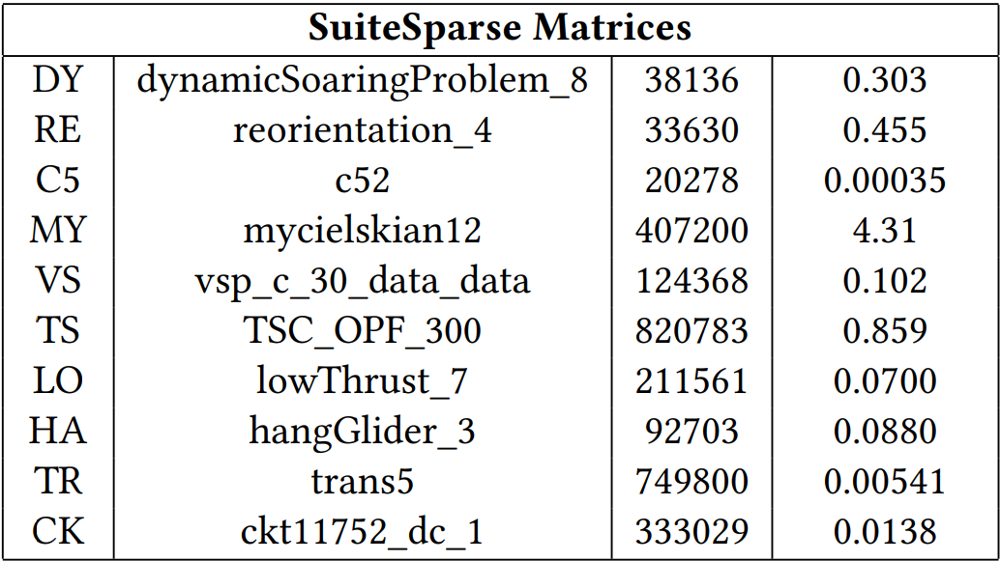 SuiteSparse Matrices
DY dynamicSoaringProblem_8 38136 0.303
RE reorientation_4 33630 0.455
C5 c52 20278 0.00035
MY mycielskian12 407200 4.31
VS vsp_c_30_data_data 124368 0.102
TS TSC_OPF_300 820783 0.859
LO lowThrust_7 211561 0.0700
HA hangGlider_3 92703 0.0880
TR trans5 749800 0.00541
CK ckt11752_dc_1 333029 0.0138